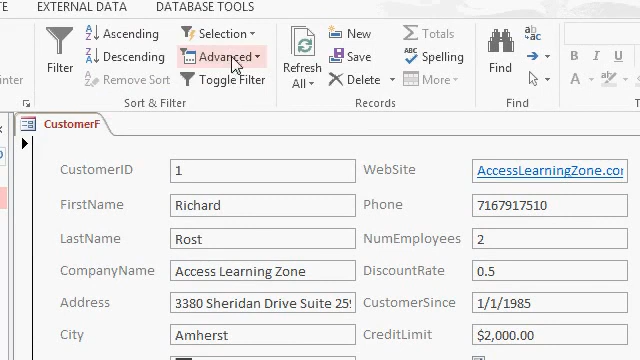 TE EXTERNAL DATA DATABASE TOOLS
Ascending Selection New Totals
Filter Descending Advanced Refresh All Save Spelling Find
inter Remove Sort Toggle Filter Delete More B I U
Sort & Filter Records Find T
CustomerF
CustomerID 1 WebSite AccessLearningZone.co
FirstName Richard Phone 7167917510
LastName Rost NumEmployees 2
CompanyName Access Learning Zone DiscountRate 0.5
Address 3380 Sheridan Drive Suite 25 CustomerSince 1/1/1985
City Amherst CreditLimit $2,000.00